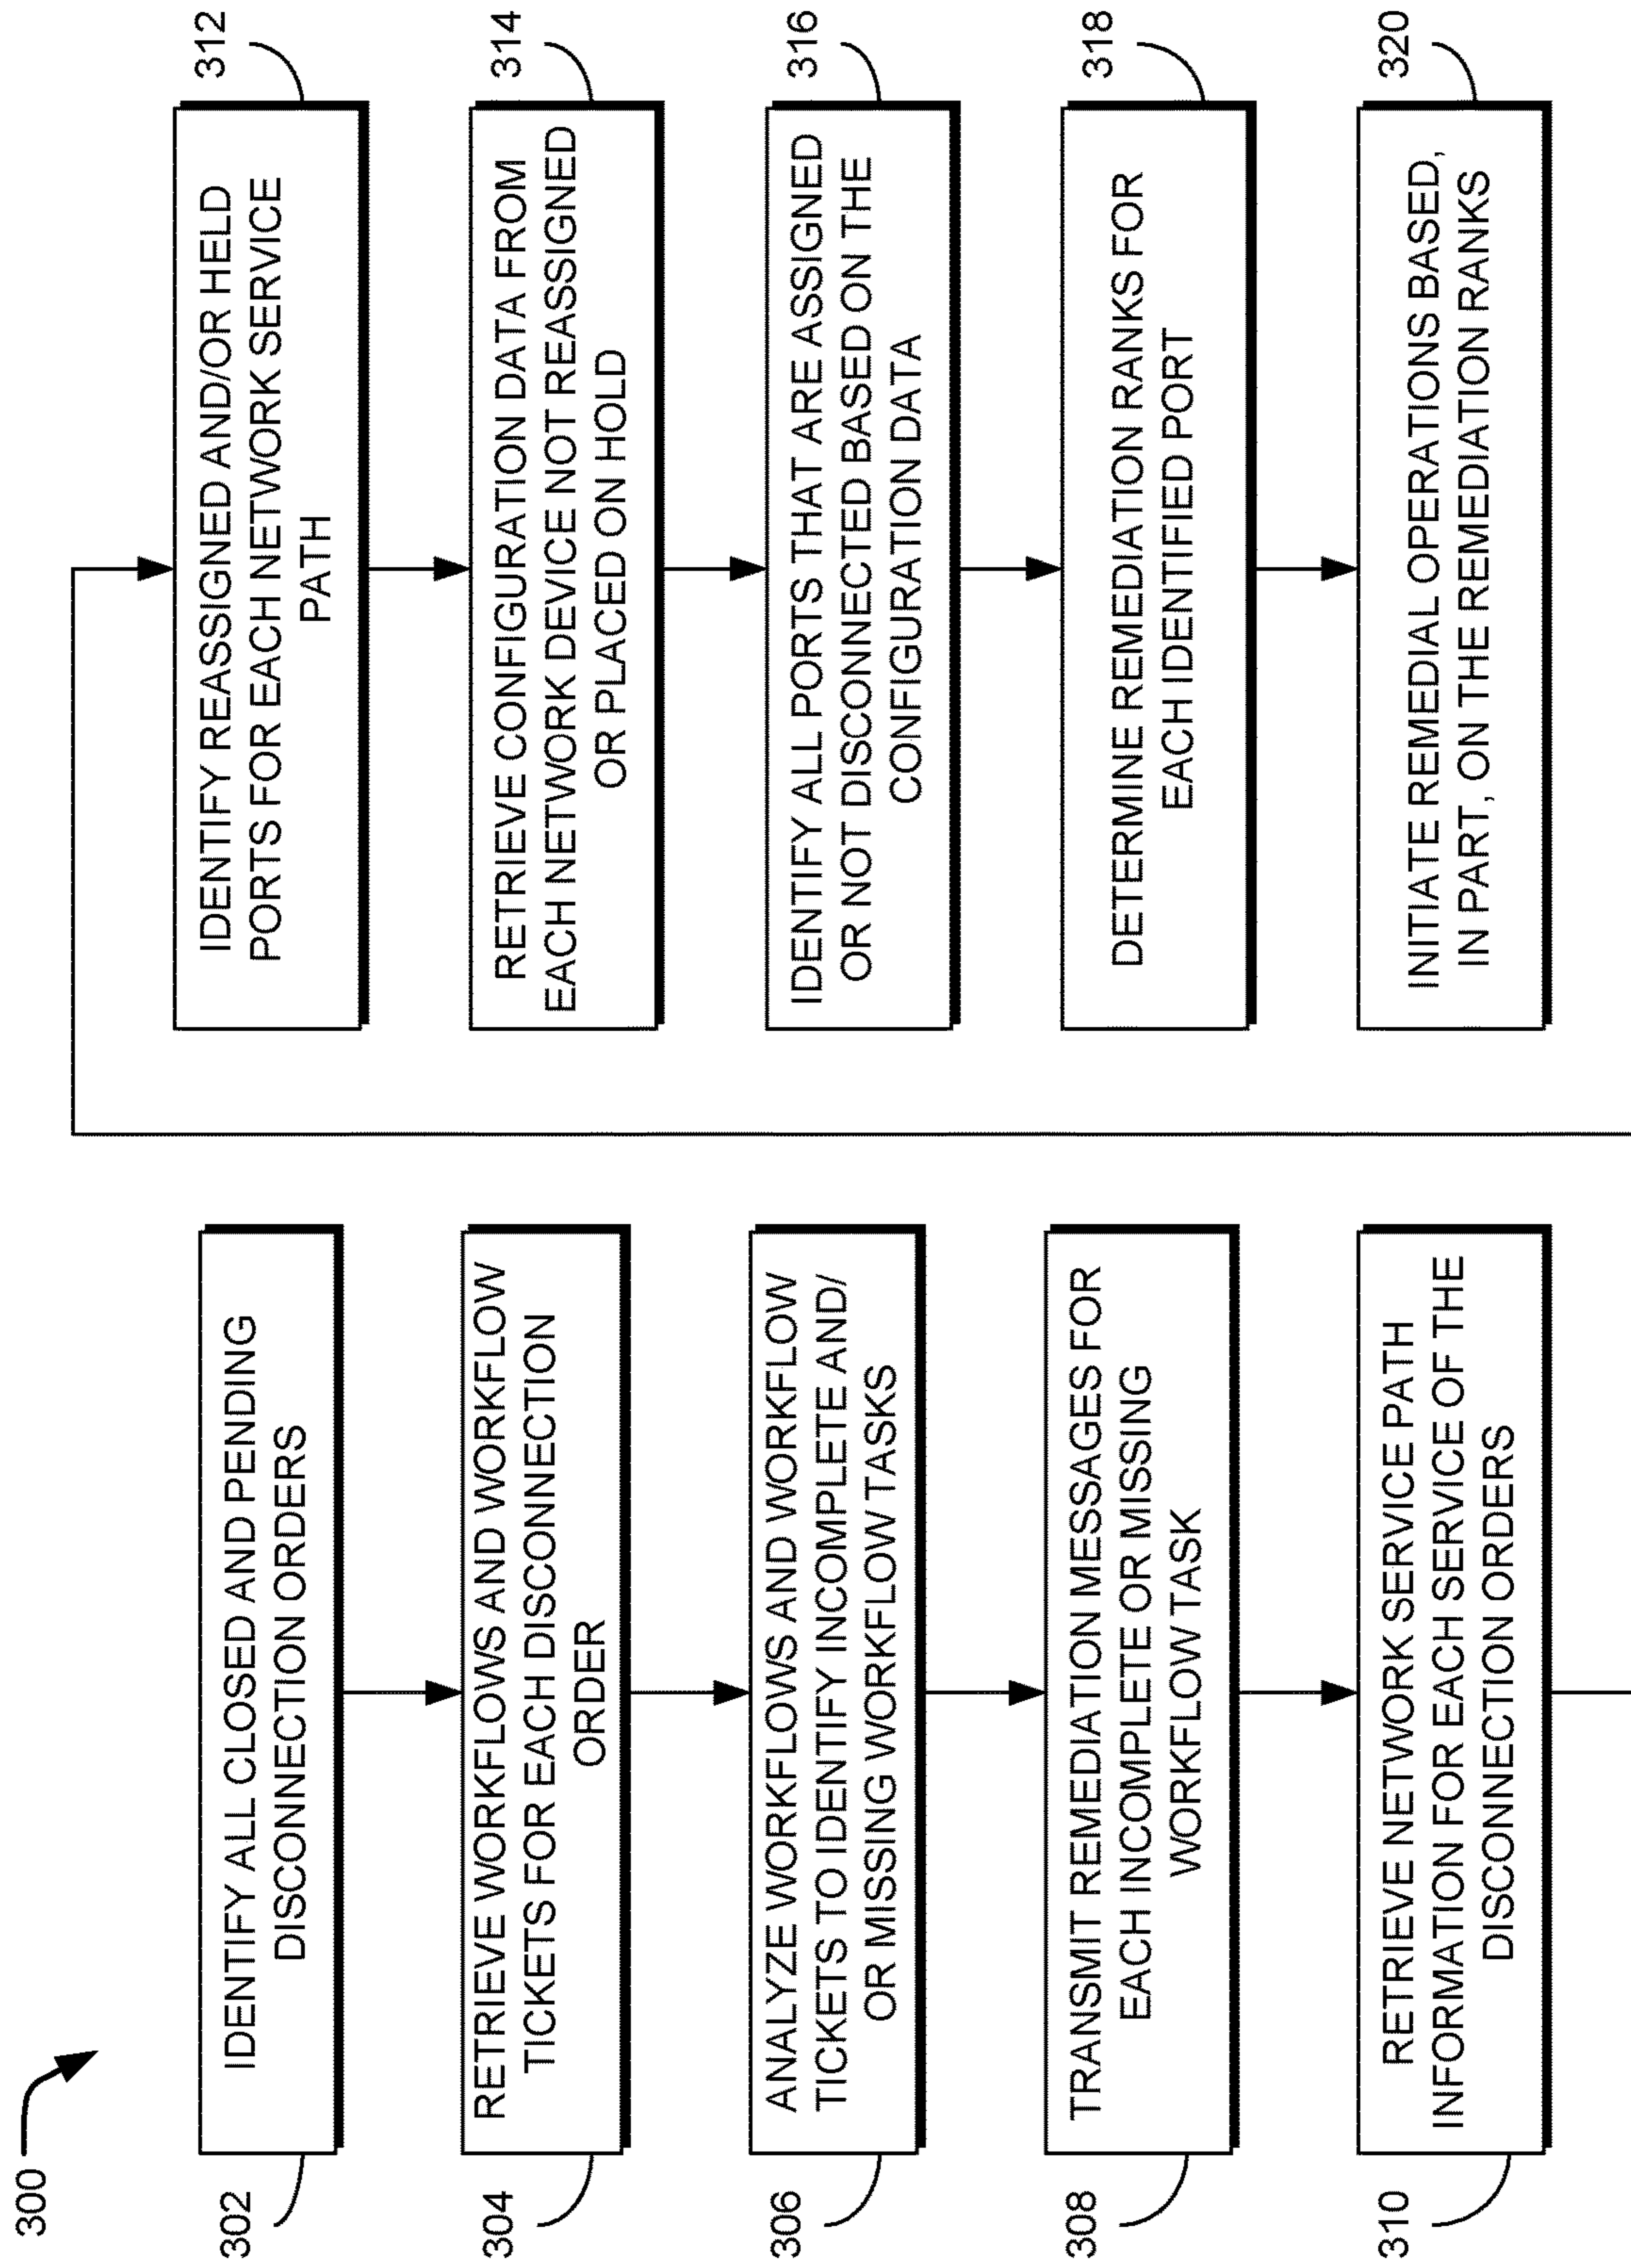 300
302
IDENTIFY ALL CLOSED AND PENDING
DISCONNECTION ORDERS
304
RETRIEVE WORKFLOWS AND WORKFLOW
TICKETS FOR EACH DISCONNECTION
ORDER
306
ANALYZE WORKFLOWS AND WORKFLOW
TICKETS TO IDENTIFY INCOMPLETE AND/
OR MISSING WORKFLOW TASKS
308
TRANSMIT REMEDIATION MESSAGES FOR
EACH INCOMPLETE OR MISSING
WORKFLOW TASK
310
RETRIEVE NETWORK SERVICE PATH
INFORMATION FOR EACH SERVICE OF THE
DISCONNECTION ORDERS
312
IDENTIFY REASSIGNED AND/OR HELD
PORTS FOR EACH NETWORK SERVICE
PATH
314
RETRIEVE CONFIGURATION DATA FROM
EACH NETWORK DEVICE NOT REASSIGNED
OR PLACED ON HOLD
316
IDENTIFY ALL PORTS THAT ARE ASSIGNED
OR NOT DISCONNECTED BASED ON THE
CONFIGURATION DATA
318
DETERMINE REMEDIATION RANKS FOR
EACH IDENTIFIED PORT
320
INITIATE REMEDIAL OPERATIONS BASED,
IN PART, ON THE REMEDIATION RANKS